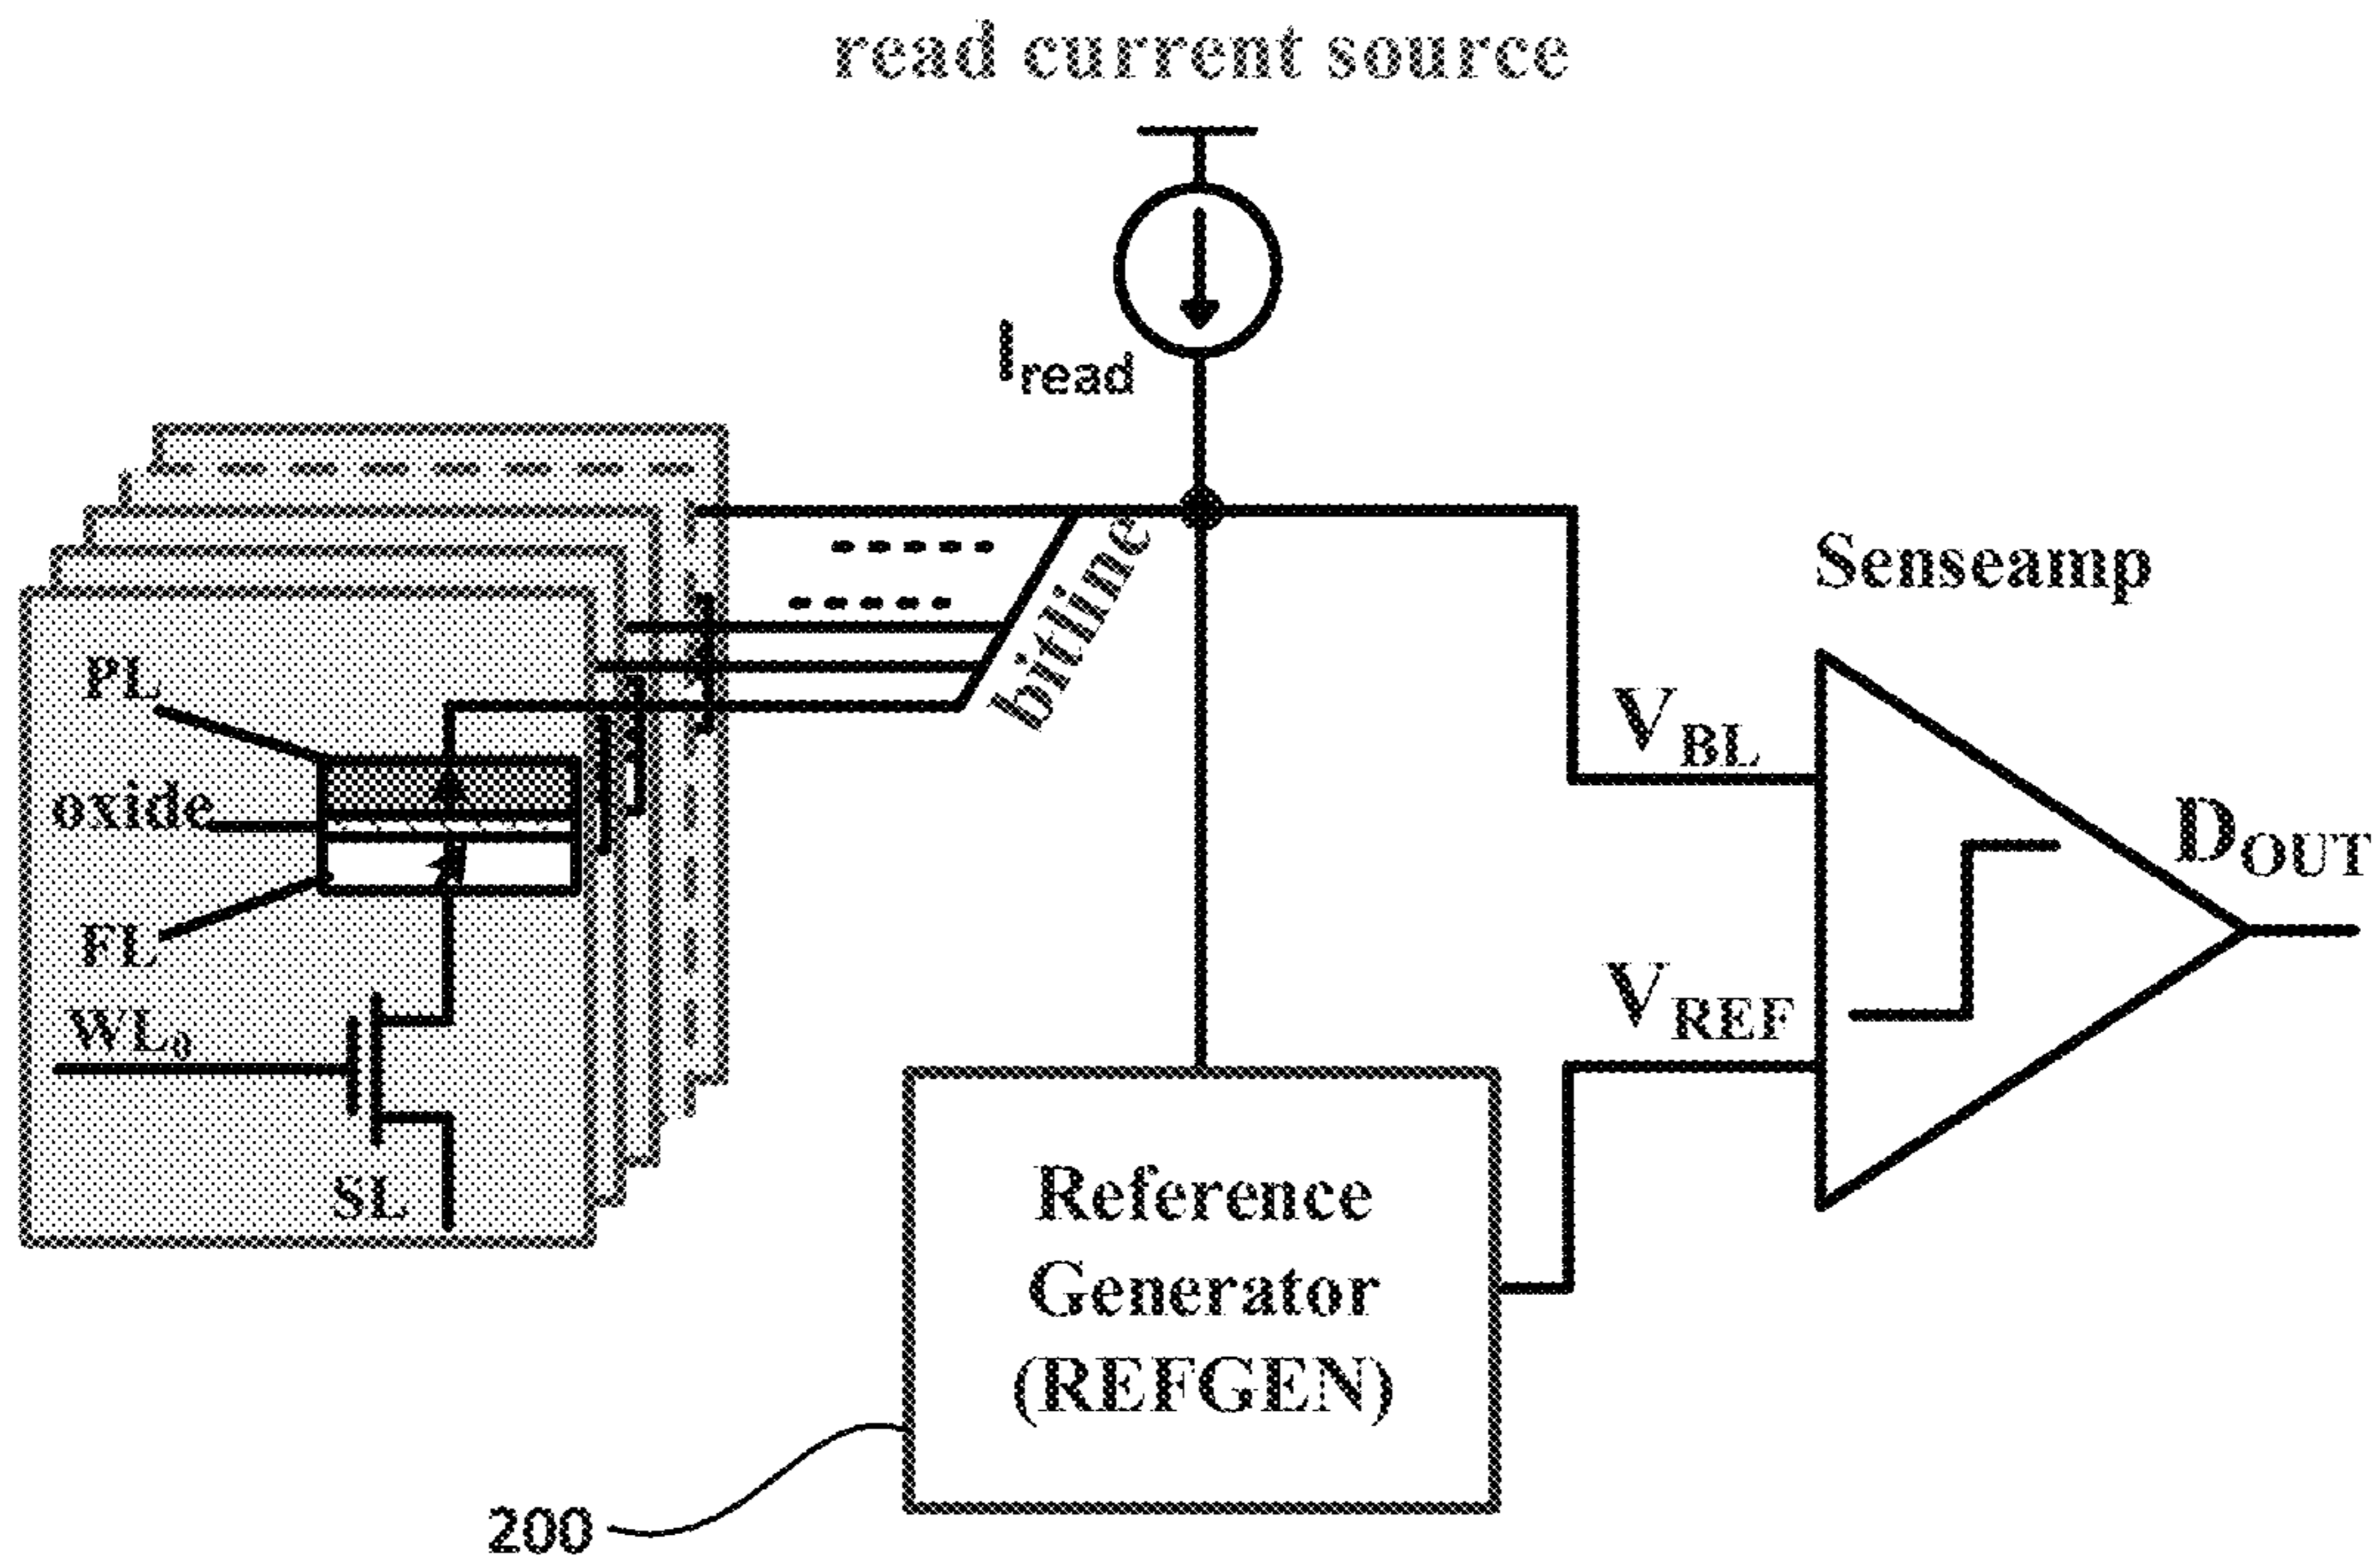 read current source
Iread
bitline
Senseamp
PL
VBL
oxide
DOUT
FL
VREF
WL0
SL
Reference
Generator
(REFGEN)
200